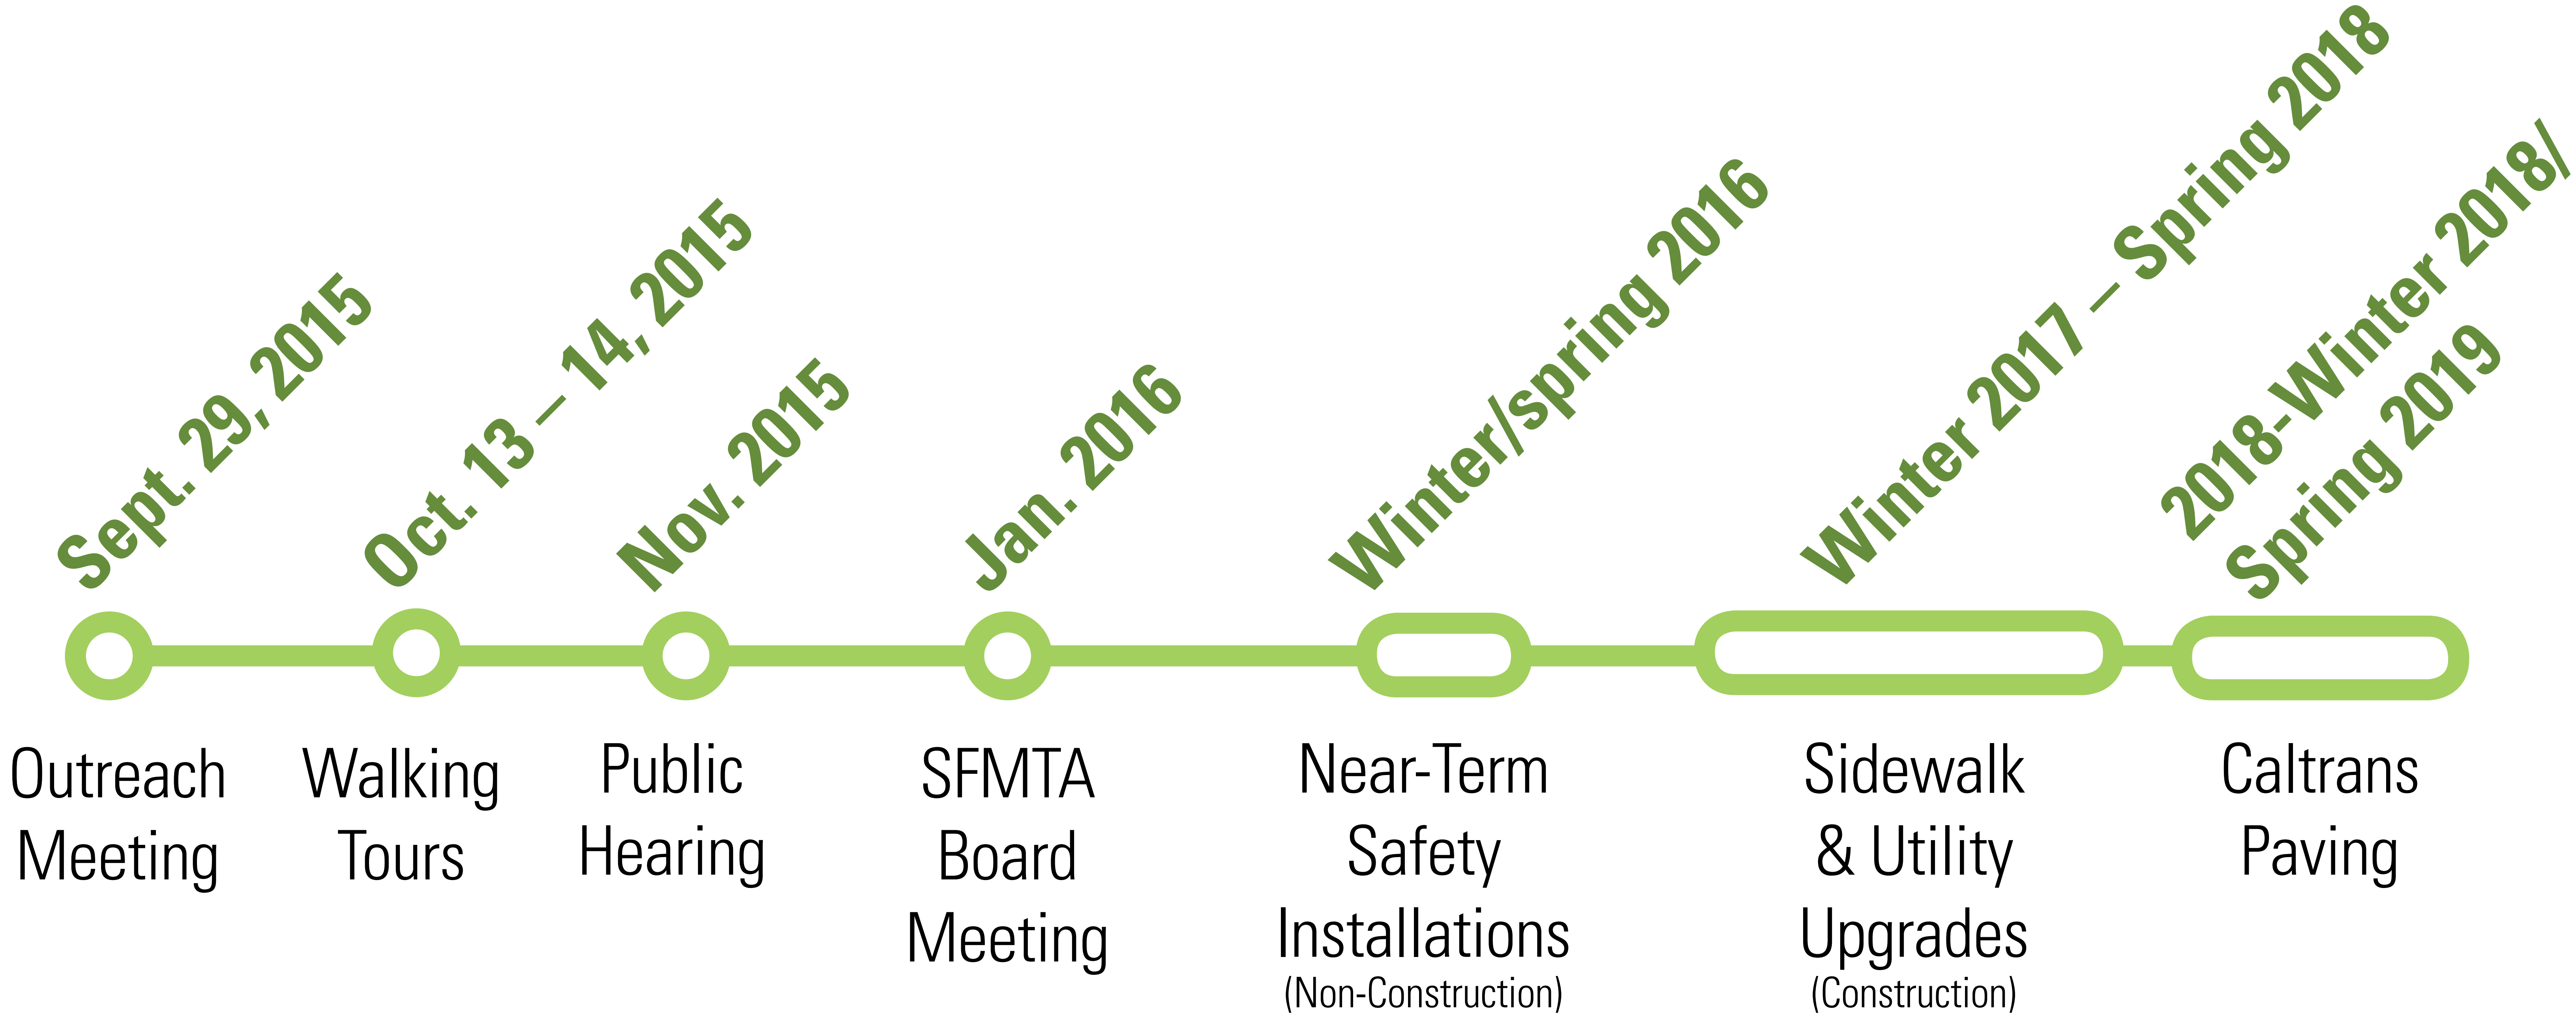 Sept. 29, 2015
Oct. 13 – 14, 2015
Nov. 2015
Jan. 2016
Winter/spring 2016
Winter 2017 – Spring 2018
2018-Winter 2018/
Spring 2019
Outreach
Meeting
Walking
Tours
Public
Hearing
SFMTA
Board
Meeting
Near-Term
Safety
Installations
(Non-Construction)
Sidewalk
& Utility
Upgrades
(Construction)
Caltrans
Paving